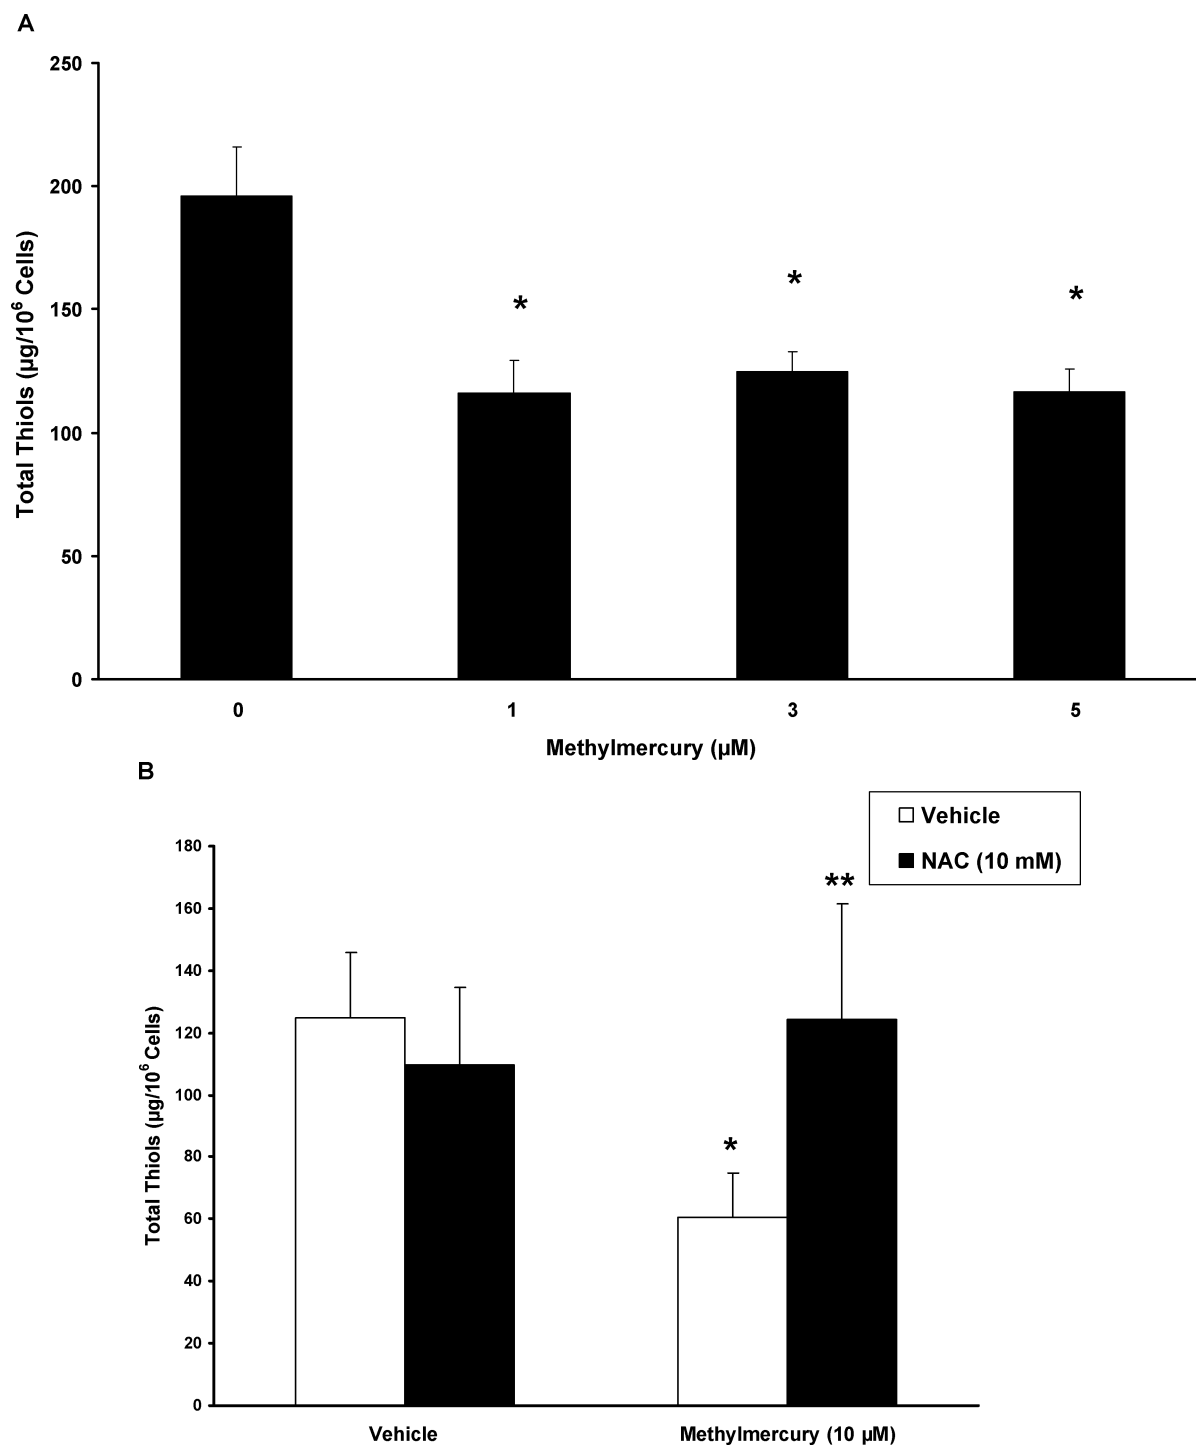 A
250
200
150
100
50
0
Total Thiols (µg/10⁶ Cells)
*
*
*
0 1 3 5
Methylmercury (µM)
B
Vehicle
NAC (10 mM)
180
160
140
120
100
80
60
40
20
0
Total Thiols (µg/10⁶ Cells)
**
*
Vehicle Methylmercury (10 µM)